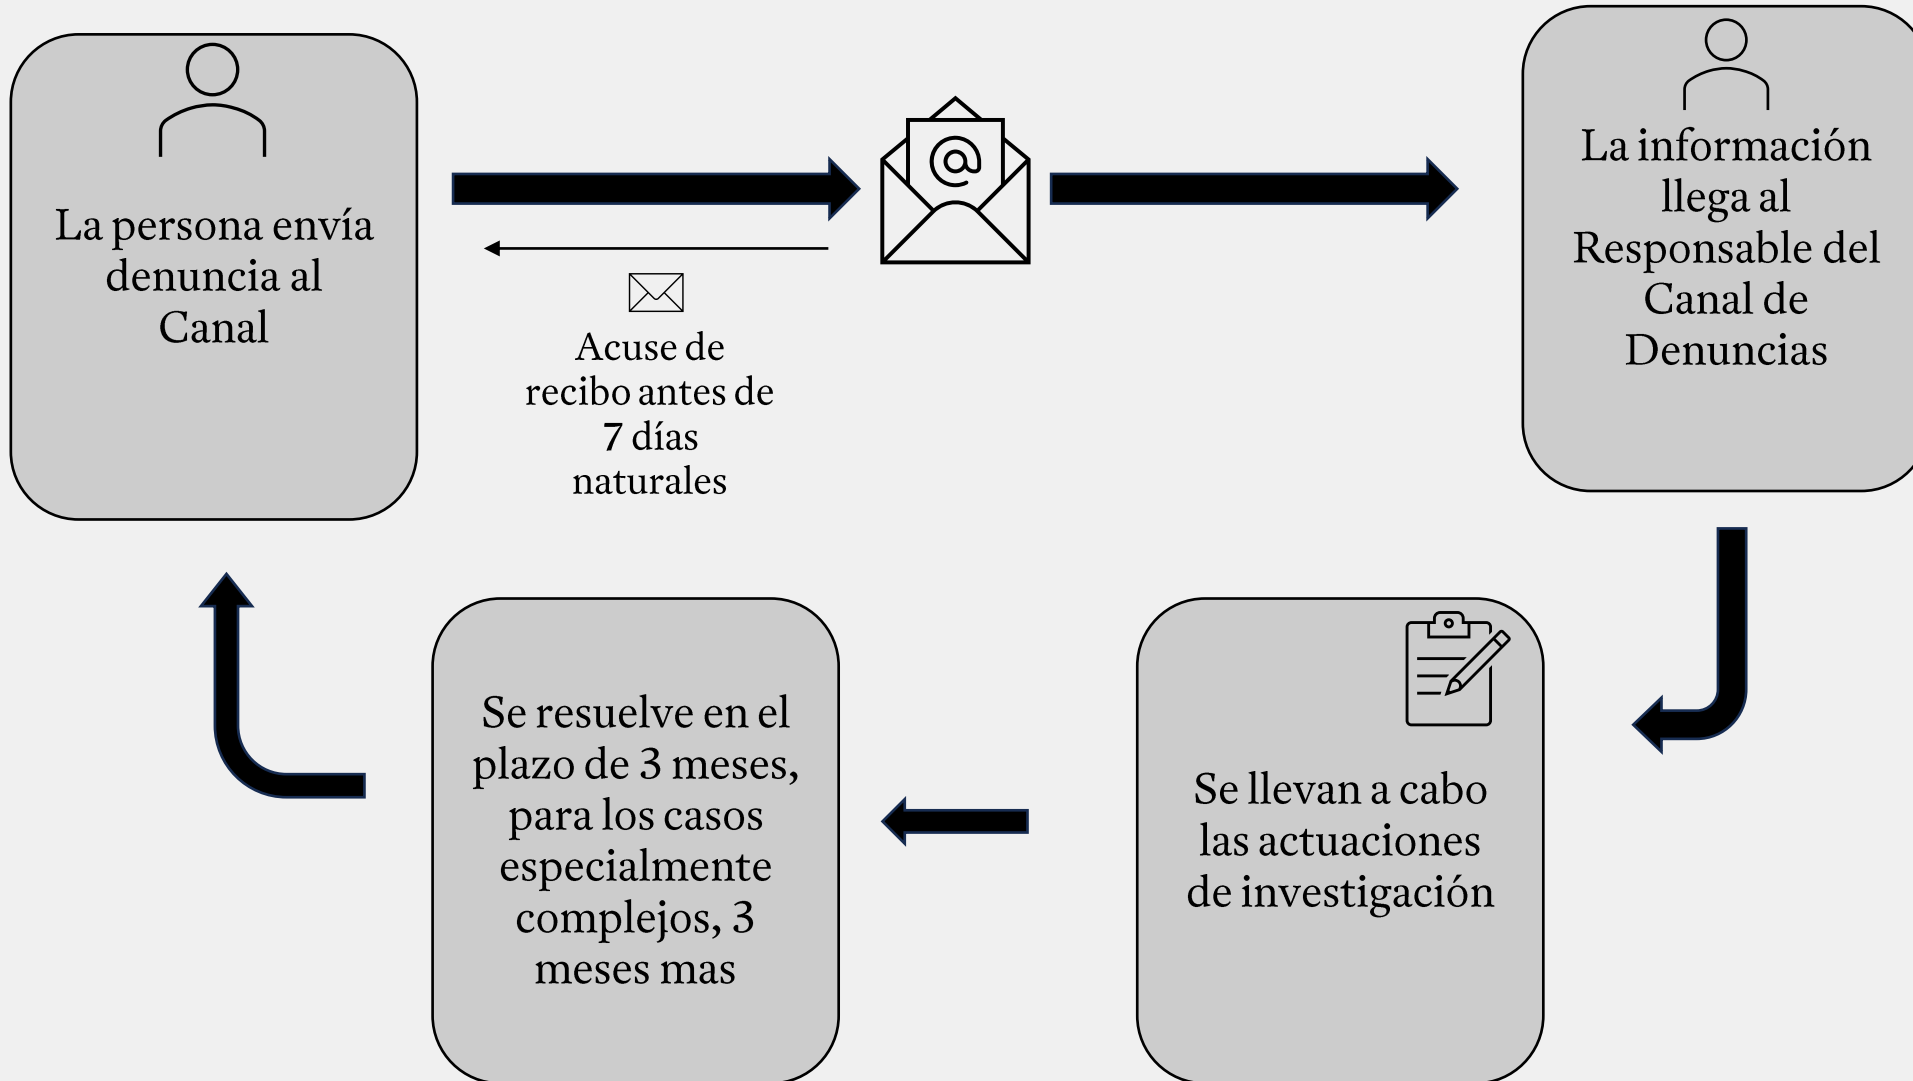 La persona envía
denuncia al
Canal
@
Acuse de
recibo antes de
7 días
naturales
La información
llega al
Responsable del
Canal de
Denuncias
Se llevan a cabo
las actuaciones
de investigación
Se resuelve en el
plazo de 3 meses,
para los casos
especialmente
complejos, 3
meses mas